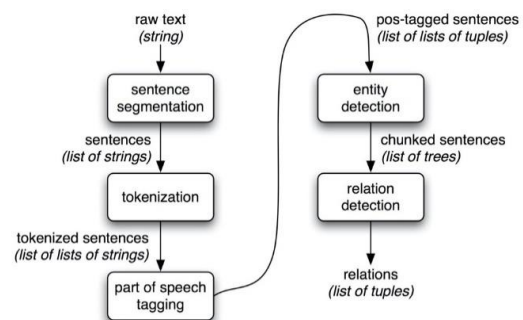 raw text
(string)
sentence
segmentation
sentences
(list of strings)
tokenization
tokenized sentences
(list of lists of strings)
part of speech
tagging
pos-tagged sentences
(list of lists of tuples)
entity
detection
chunked sentences
(list of trees)
relation
detection
relations
(list of tuples)